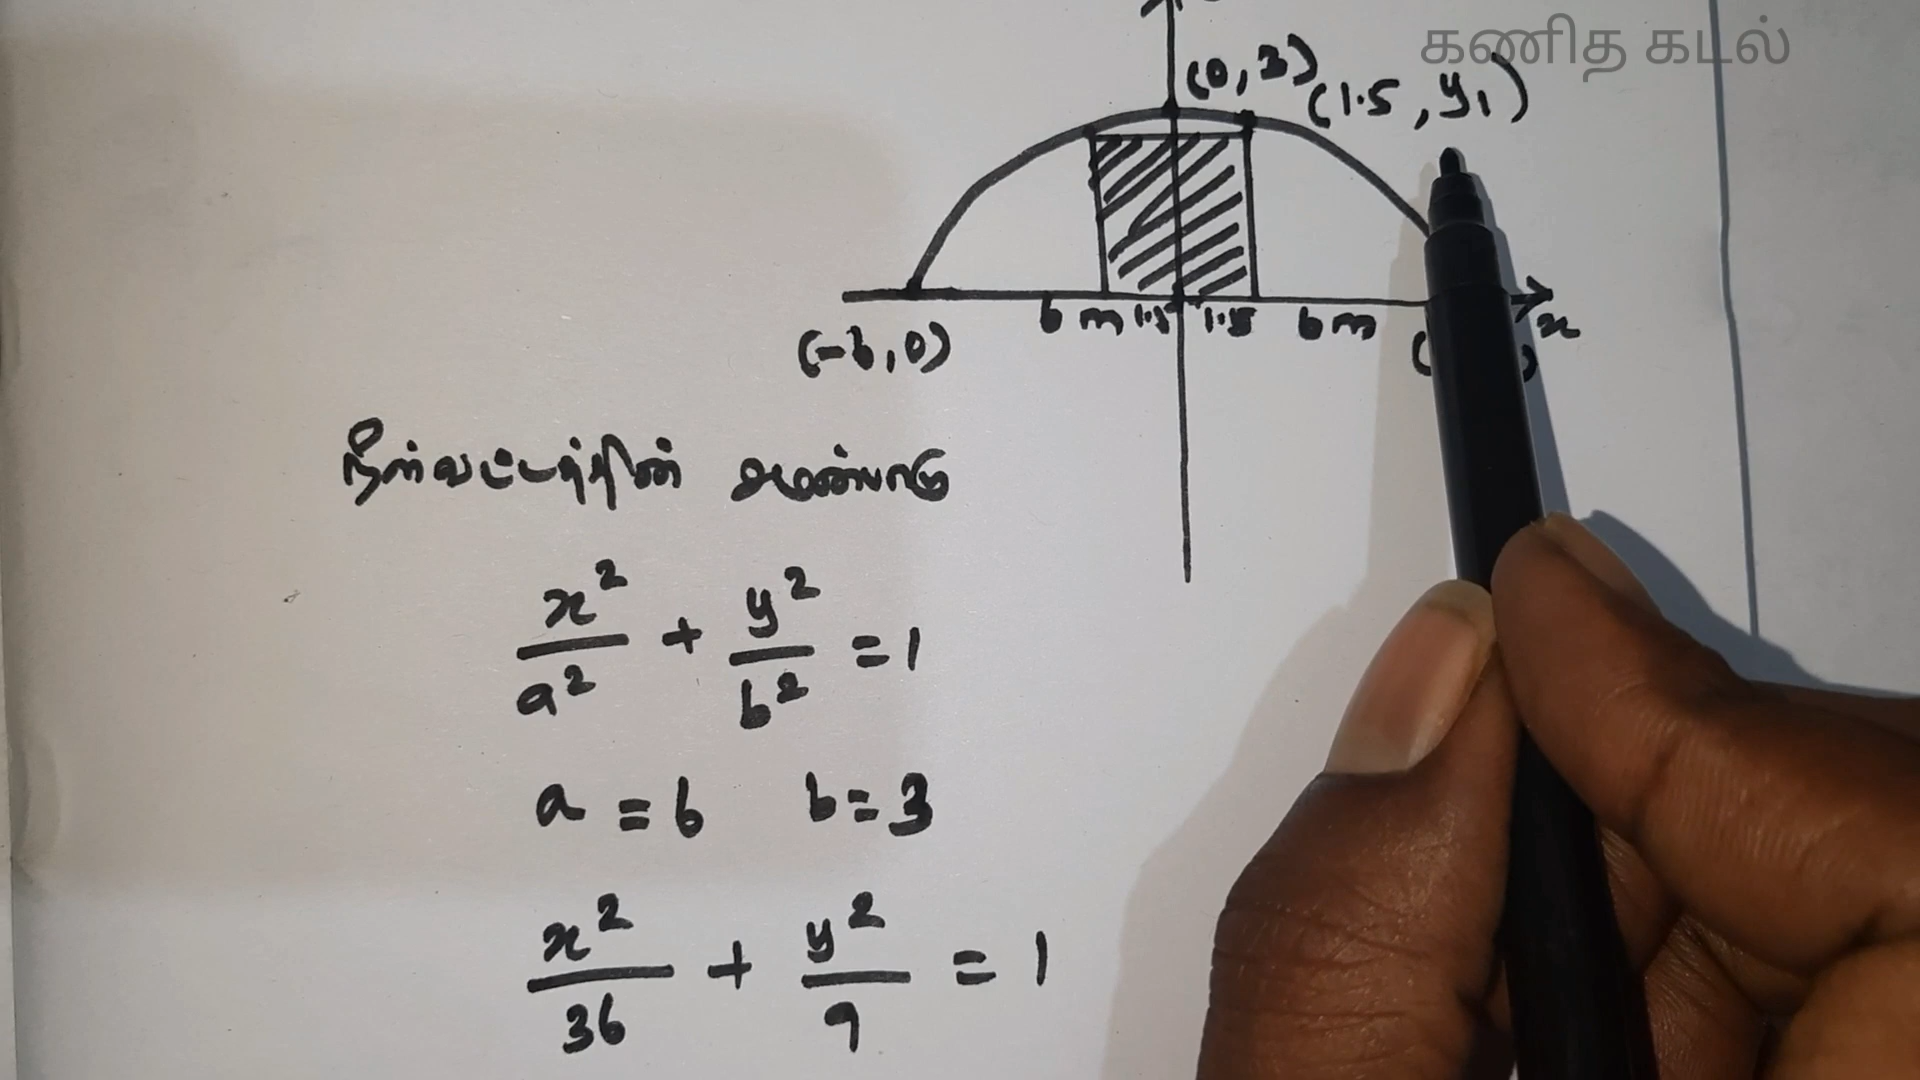 கணித கடல்
(0, 3)
(1.5, y₁)
6 m 1.5 1.5 6 m x
(-6, 0)
நீள்வட்டத்தின் சமன்பாடு
x²/a² + y²/b² = 1
a = 6 b = 3
x²/36 + y²/9 = 1